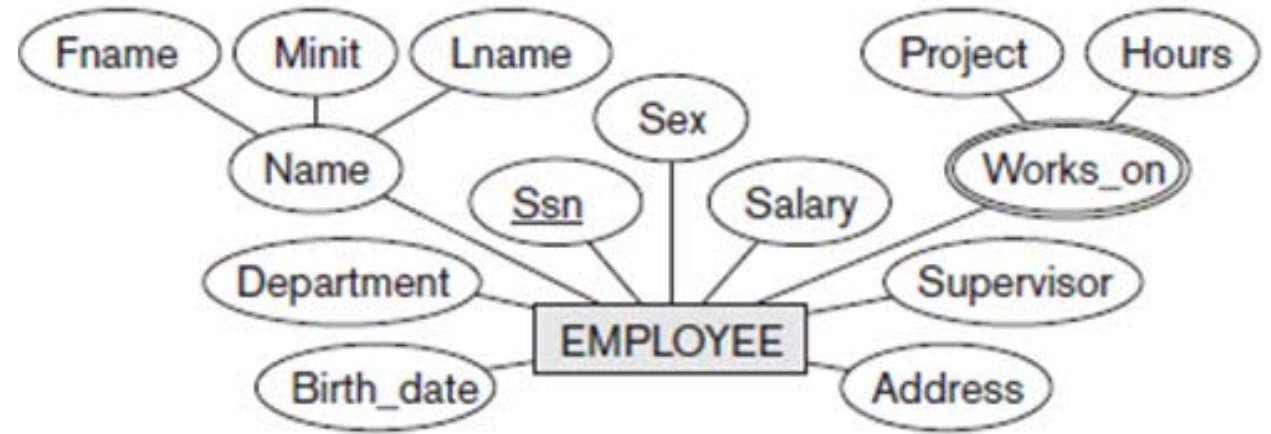 Fname Minit Lname Project Hours
Sex
Name Works_on
Ssn Salary
Department Supervisor
EMPLOYEE
Birth_date Address